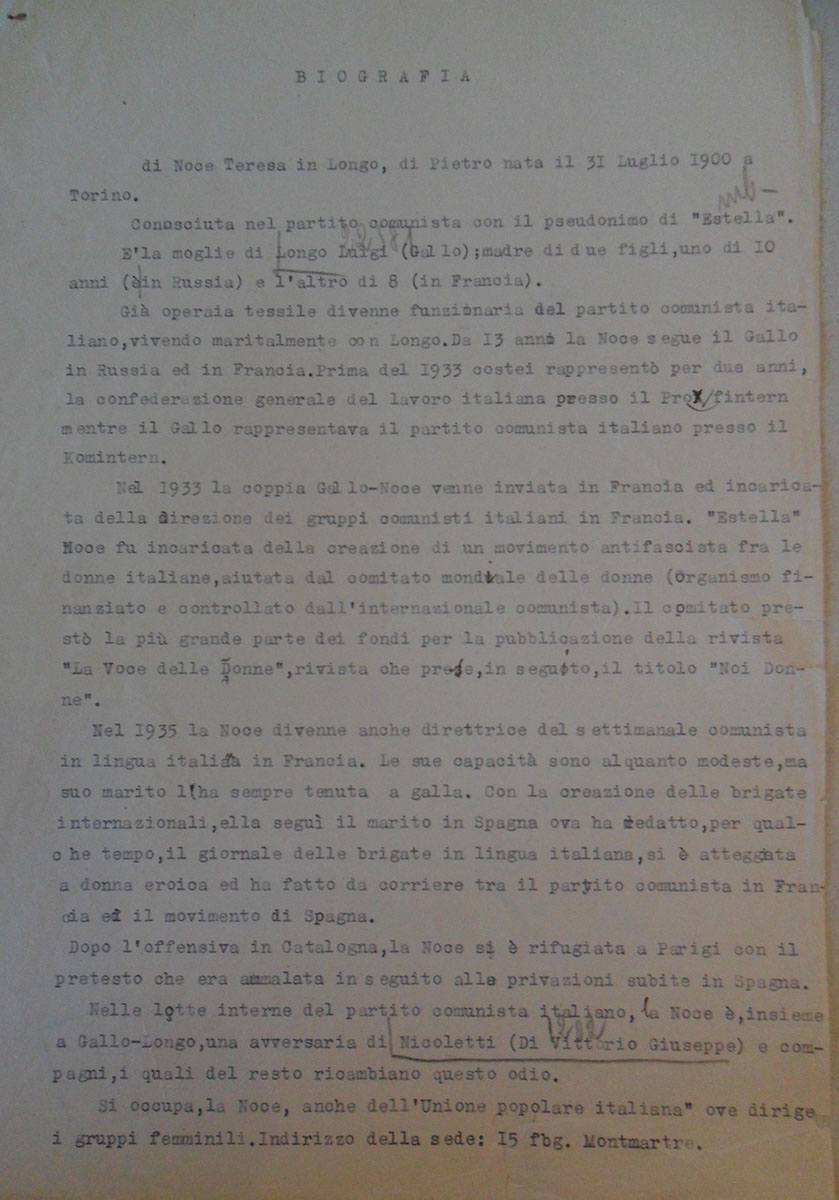 BIOGRAFIA
di Noce Teresa in Longo, di Pietro nata il 31 Luglio 1900 a
Torino.
Conosciuta nel partito comunista con il pseudonimo di "Estella".
E'la moglie di Longo Luigi (Gallo);madre di due figli,uno di 10
anni (è in Russia) e l'altro di 8 (in Francia).
Già operaia tessile divenne funzionaria del partito comunista ita-
liano,vivendo maritalmente con Longo.Da 13 anni la Noce segue il Gallo
in Russia ed in Francia.Prima del 1933 costei rappresentò per due anni,
la confederazione generale del lavoro italiana presso il Profintern
mentre il Gallo rappresentava il partito comunista italiano presso il
Komintern.
Nel 1933 la coppia Gallo-Noce venne inviata in Francia ed incarica-
ta della direzione dei gruppi comunisti italiani in Francia. "Estella"
Noce fu incaricata della creazione di un movimento antifascista fra le
donne italiane,aiutata dal comitato mondiale delle donne (Organismo fi-
nanziato e controllato dall'internazionale comunista).Il comitato pre-
stò la più grande parte dei fondi per la pubblicazione della rivista
"La Voce delle Donne",rivista che prese,in seguito,il titolo "Noi Don-
ne".
Nel 1935 la Noce divenne anche direttrice del settimanale comunista
in lingua italiana in Francia. Le sue capacità sono alquanto modeste,ma
suo marito l'ha sempre tenuta a galla. Con la creazione delle brigate
internazionali,ella seguì il marito in Spagna ova ha redatto,per qual-
che tempo,il giornale delle brigate in lingua italiana,si è atteggiata
a donna eroica ed ha fatto da corriere tra il partito comunista in Fran-
cia ed il movimento di Spagna.
Dopo l'offensiva in Catalogna,la Noce si è rifugiata a Parigi con il
pretesto che era ammalata in seguito alle privazioni subite in Spagna.
Nelle lotte interne del partito comunista italiano, la Noce è,insieme
a Gallo-Longo,una avversaria di Nicoletti (Di Vittorio Giuseppe) e com-
pagni,i quali del resto ricambiano questo odio.
Si occupa,la Noce, anche dell'Unione popolare italiana" ove dirige
i gruppi femminili.Indirizzo della sede: 15 fbg. Montmartre.